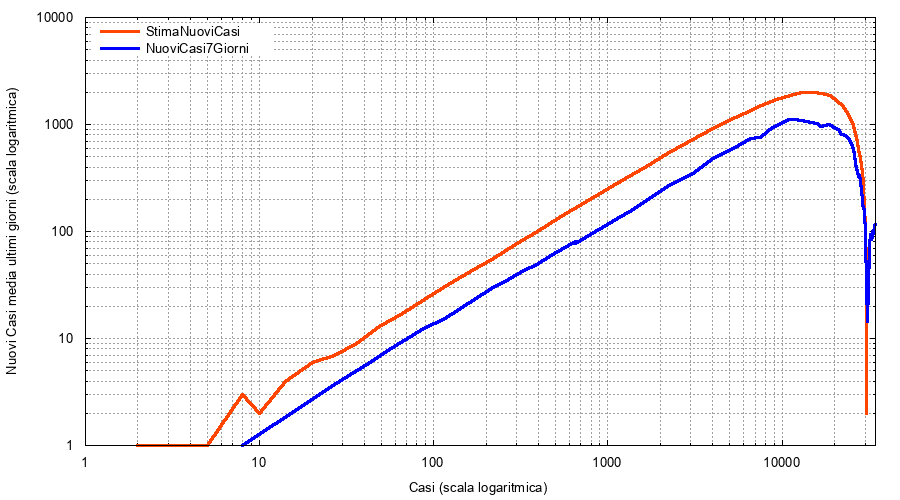 StimaNuoviCasi
NuoviCasi7Giorni
Nuovi Casi media ultimi giorni (scala logaritmica)
10000
1000
100
10
1
1 10 100 1000 10000
Casi (scala logaritmica)